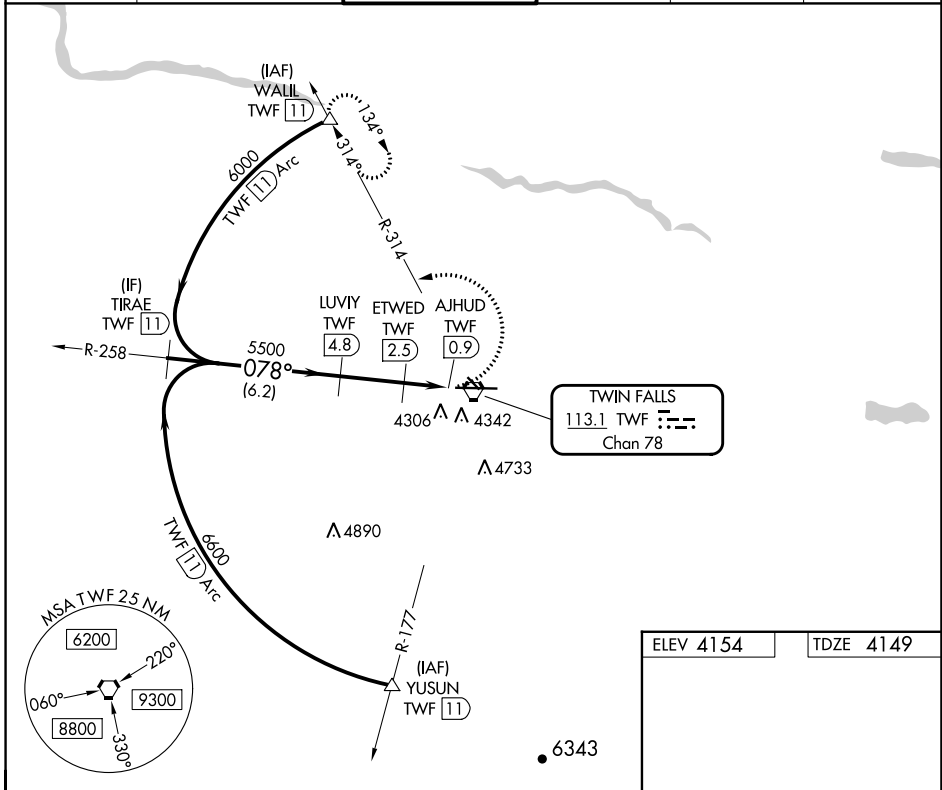 (IAF)
WALIL
TWF 11
134°
314°
6000
TWF 11 Arc
R-314
(IF)
TIRAE
TWF 11
LUVIY
TWF
4.8
ETWED
TWF
2.5
AJHUD
TWF
0.9
R-258
5500
078°
(6.2)
4306
4342
TWIN FALLS
113.1 TWF
Chan 78
4733
4890
6600
TWF 11 Arc
R-177
MSA TWF 25 NM
6200
220°
060°
9300
8800
330°
(IAF)
YUSUN
TWF 11
6343
ELEV 4154
TDZE 4149